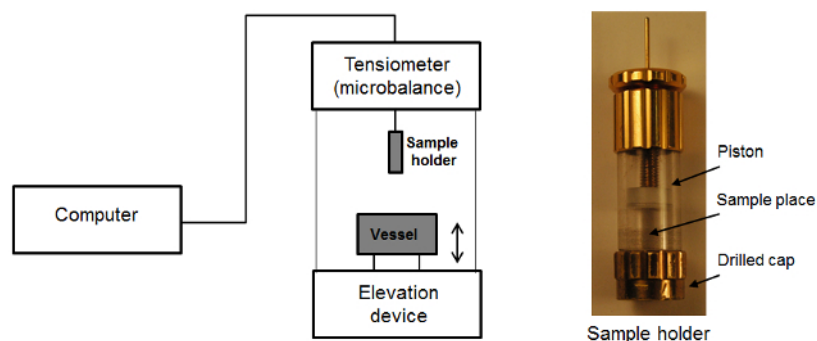 Tensiometer
(microbalance)
Sample
holder
Computer
Vessel
Elevation
device
Piston
Sample place
Drilled cap
Sample holder